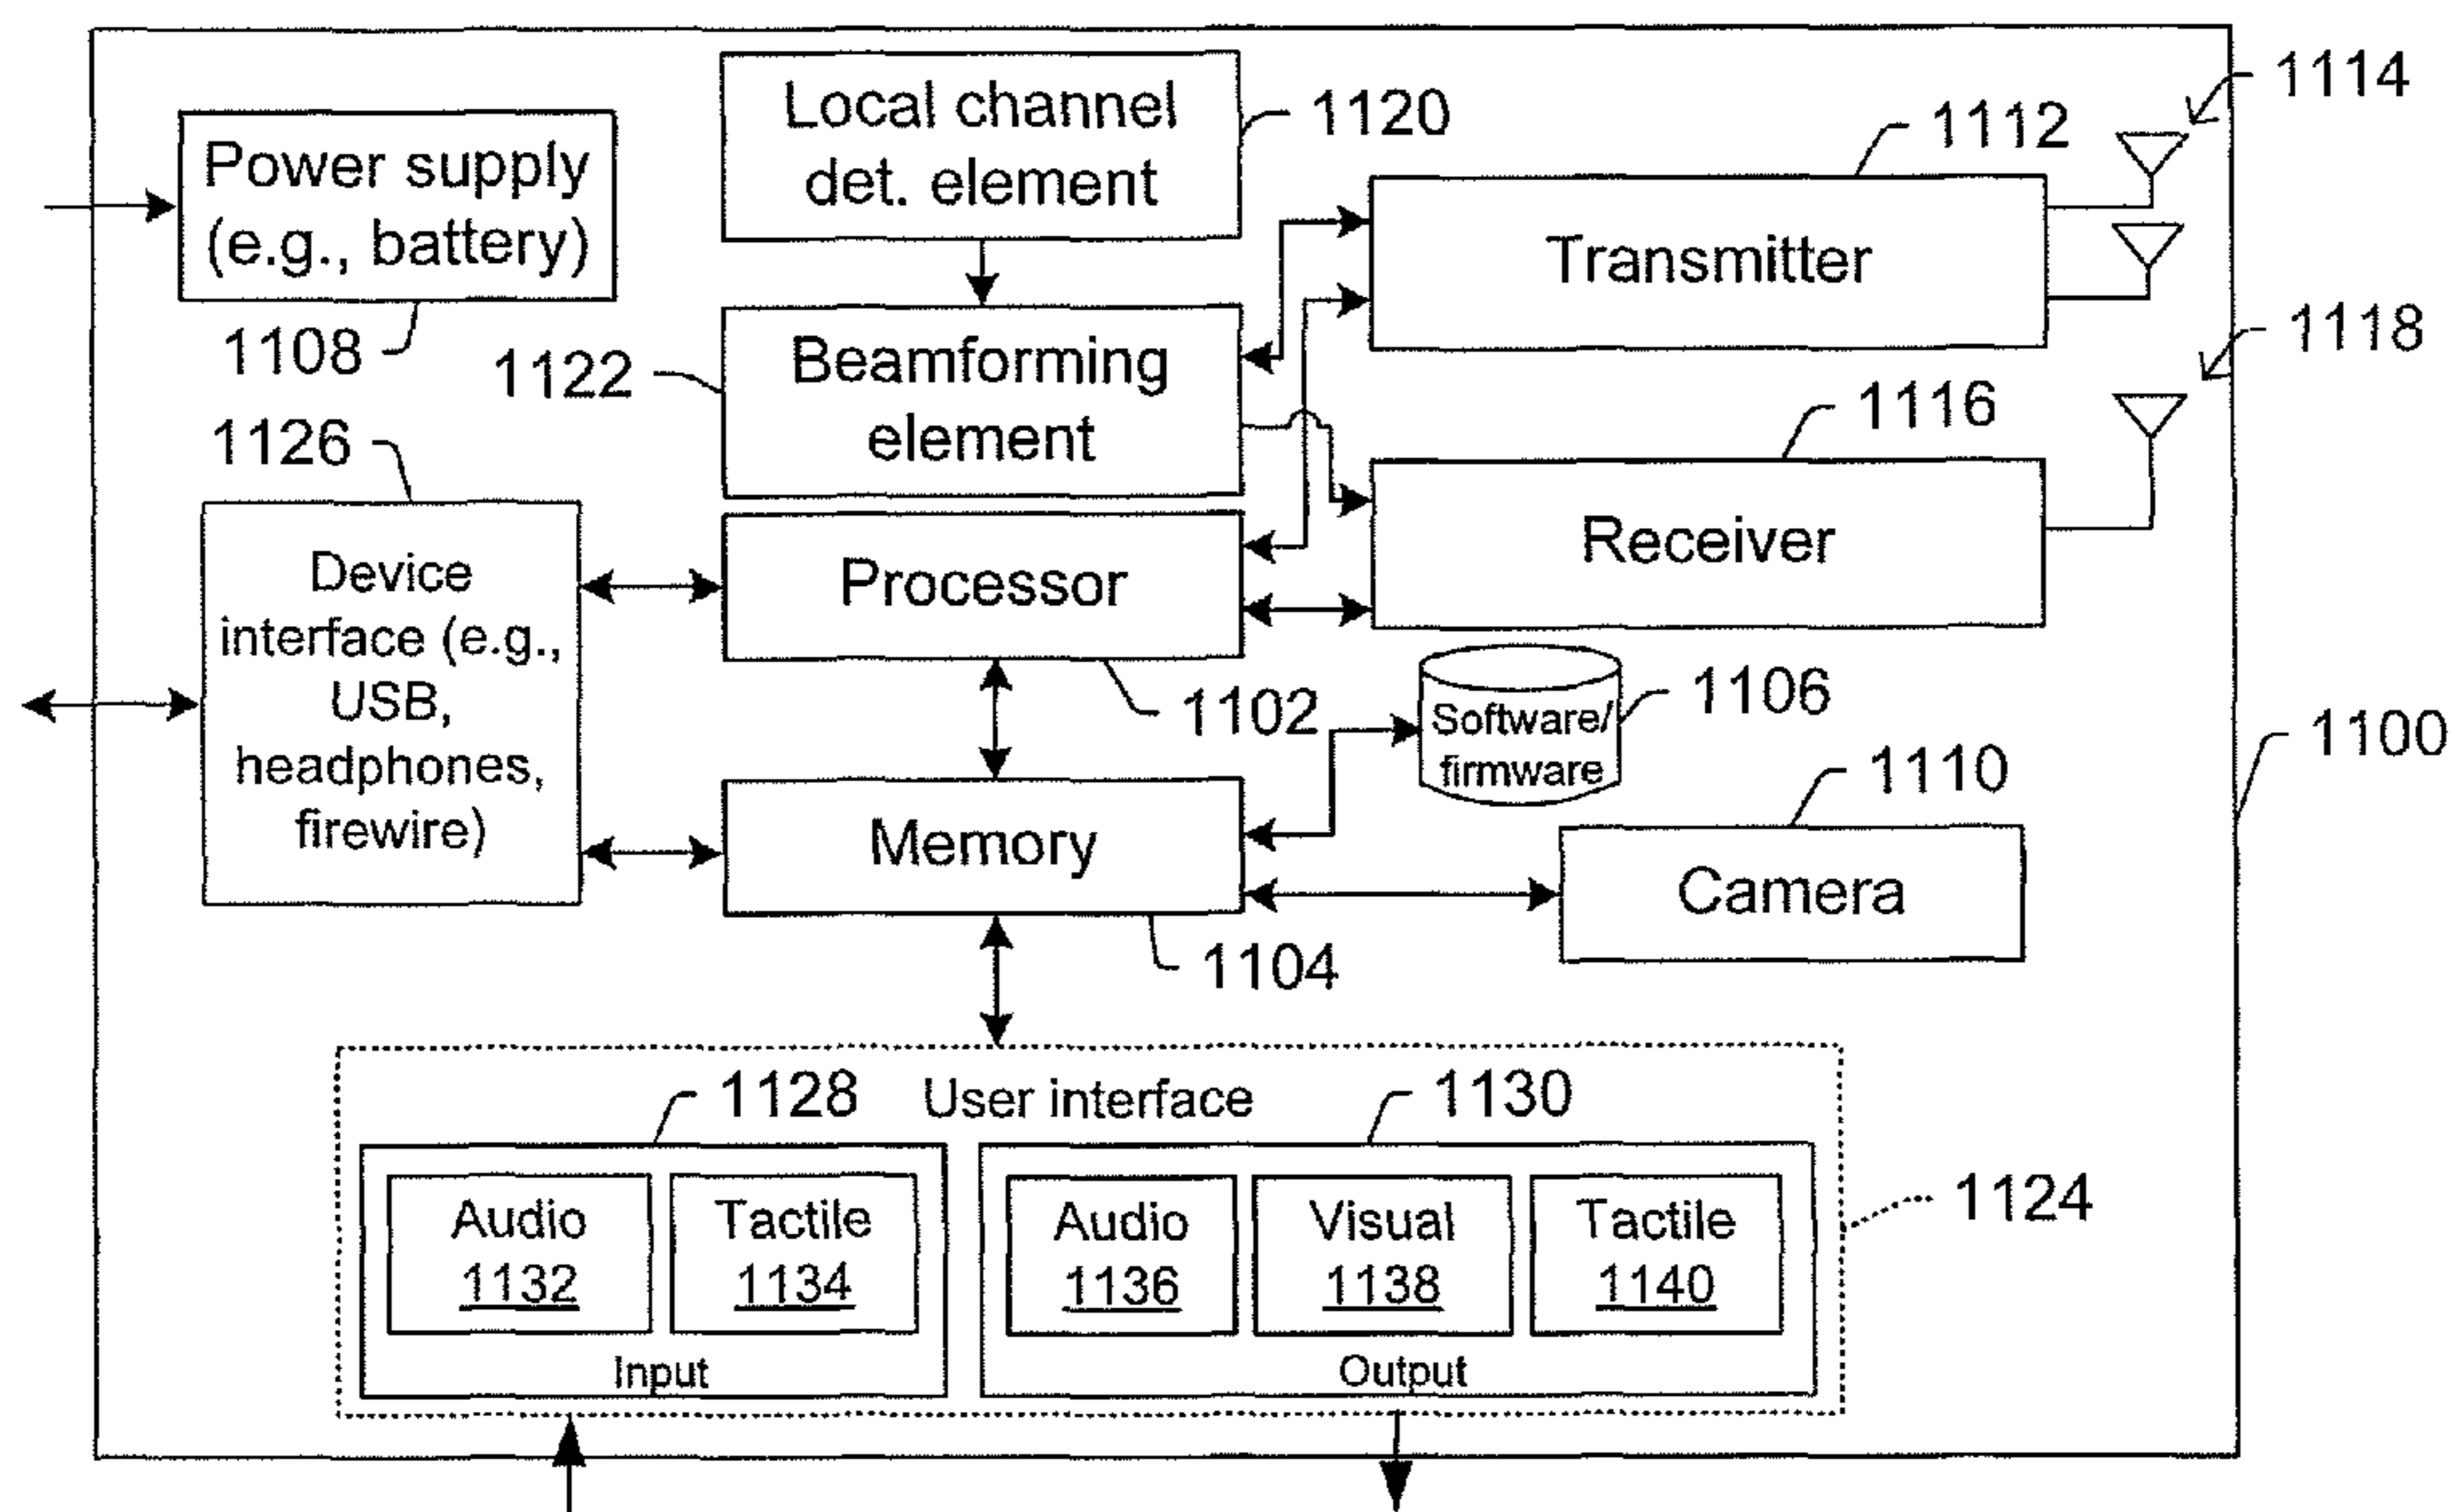 Local channel
det. element
1120
1114
1112
Power supply
(e.g., battery)
1108
Transmitter
1118
Beamforming
element
1122
1126
1116
Receiver
Device
interface (e.g.,
USB,
headphones,
firewire)
Processor
1102
Software/
firmware
1106
1100
1110
Memory
1104
Camera
1128
User interface
1130
1124
Audio
1132
Tactile
1134
Input
Audio
1136
Visual
1138
Tactile
1140
Output